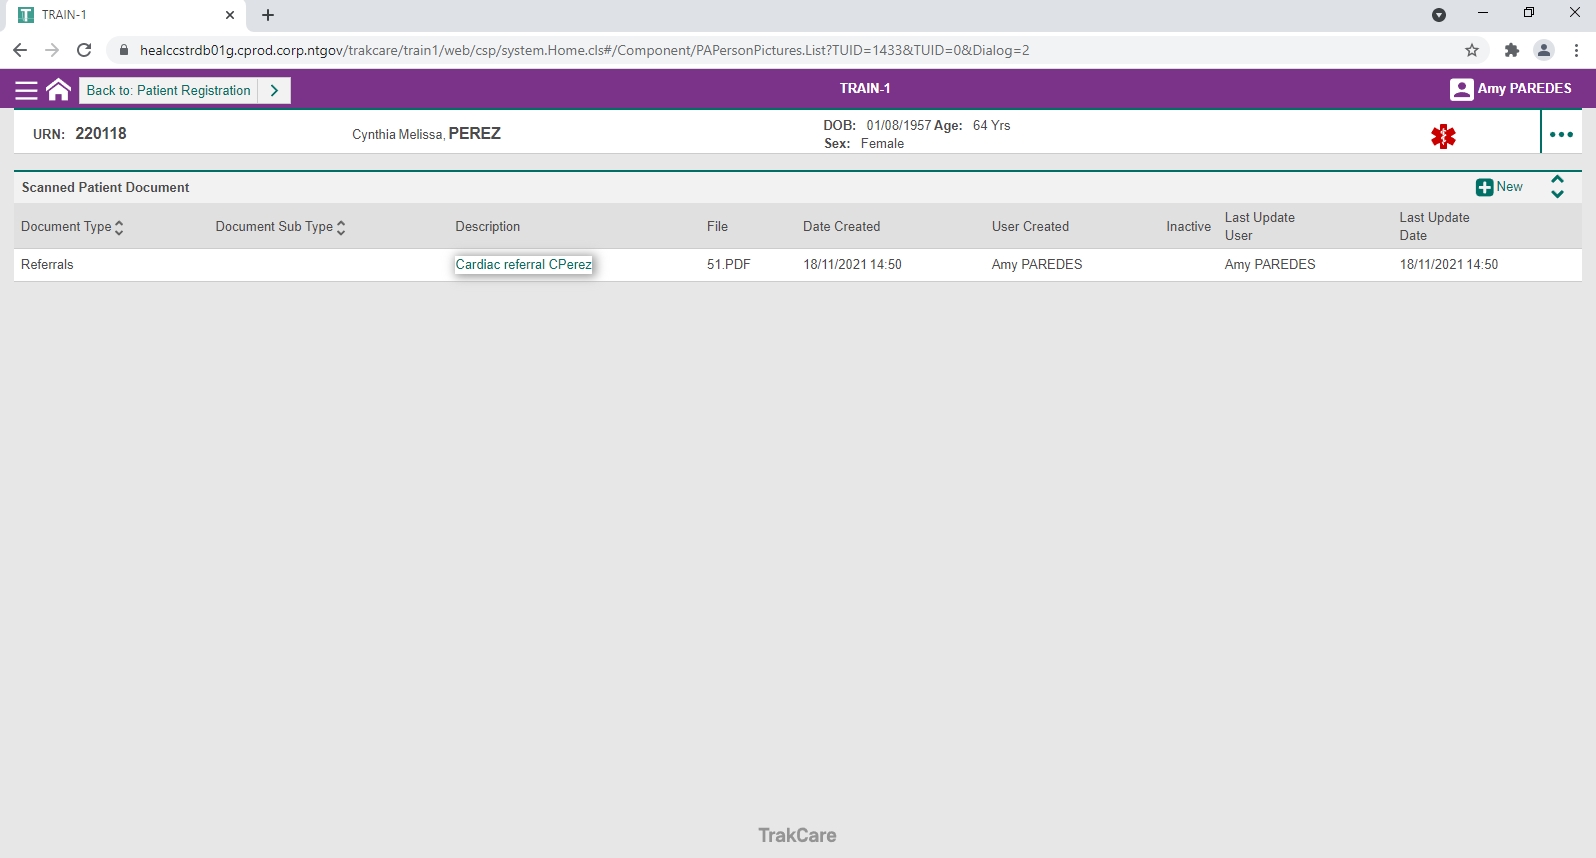 TRAIN-1
healccstrdb01g.cprod.corp.ntgov/trakcare/train1/web/csp/system.Home.cls#/Component/PAPersonPictures.List?TUID=1433&TUID=0&Dialog=2
Back to: Patient Registration
TRAIN-1
Amy PAREDES
URN: 220118
Cynthia Melissa, PEREZ
DOB: 01/08/1957 Age: 64 Yrs
Sex: Female
Scanned Patient Document
New
Document Type
Document Sub Type
Description
File
Date Created
User Created
Inactive
Last Update
User
Last Update
Date
Referrals
Cardiac referral CPerez
51.PDF
18/11/2021 14:50
Amy PAREDES
Amy PAREDES
18/11/2021 14:50
TrakCare